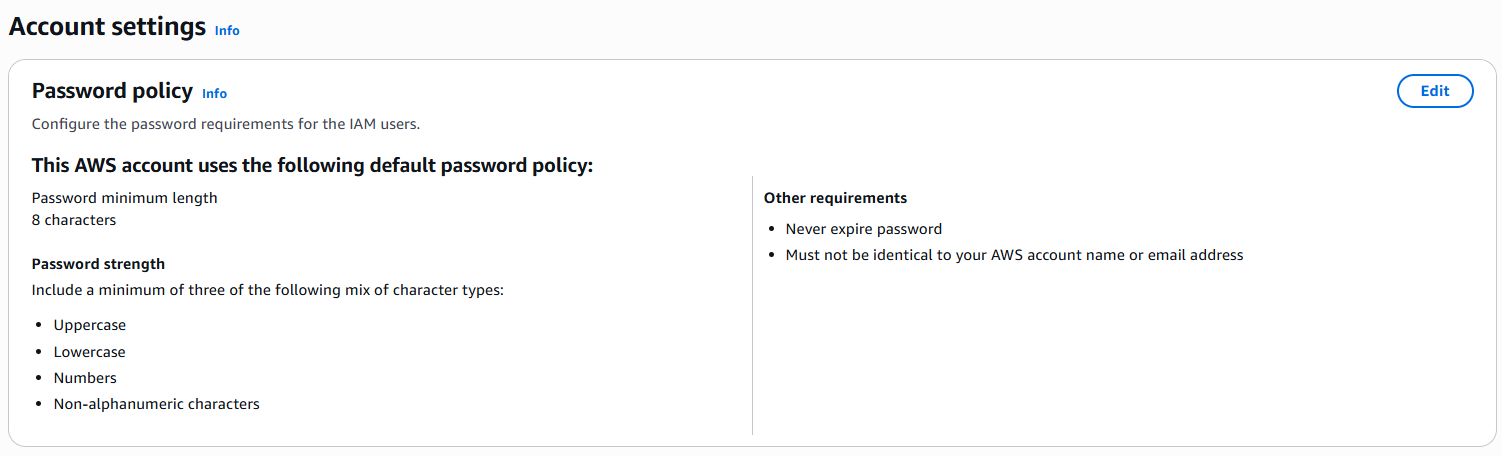 Account settings Info
Password policy Info
Edit
Configure the password requirements for the IAM users.
This AWS account uses the following default password policy:
Password minimum length
8 characters
Password strength
Include a minimum of three of the following mix of character types:
• Uppercase
• Lowercase
• Numbers
• Non-alphanumeric characters
Other requirements
• Never expire password
• Must not be identical to your AWS account name or email address